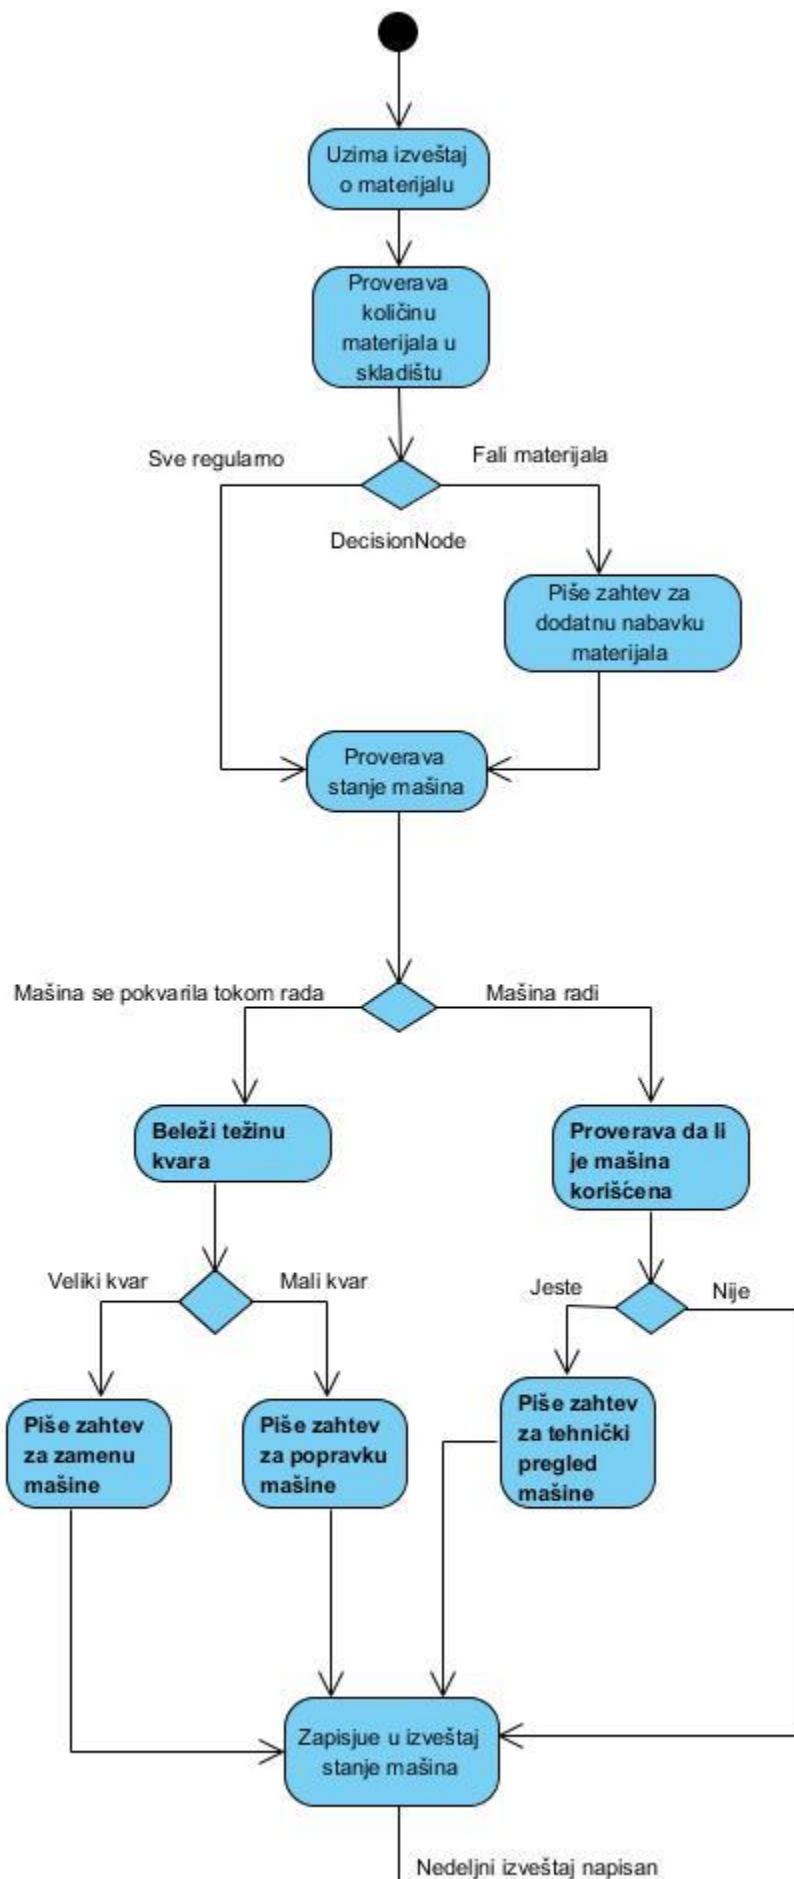 Uzima izveštaj
o materijalu
Proverava
količinu
materijala u
skladištu
Sve regularno
Fali materijala
DecisionNode
Piše zahtev za
dodatnu nabavku
materijala
Proverava
stanje mašina
Mašina se pokvarila tokom rada
Mašina radi
Beleži težinu
kvara
Proverava da li
je mašina
korišćena
Veliki kvar
Mali kvar
Jeste
Nije
Piše zahtev
za zamenu
mašine
Piše zahtev
za popravku
mašine
Piše zahtev
za tehnički
pregled
mašine
Zapisjue u izveštaj
stanje mašina
Nedeljni izveštaj napisan